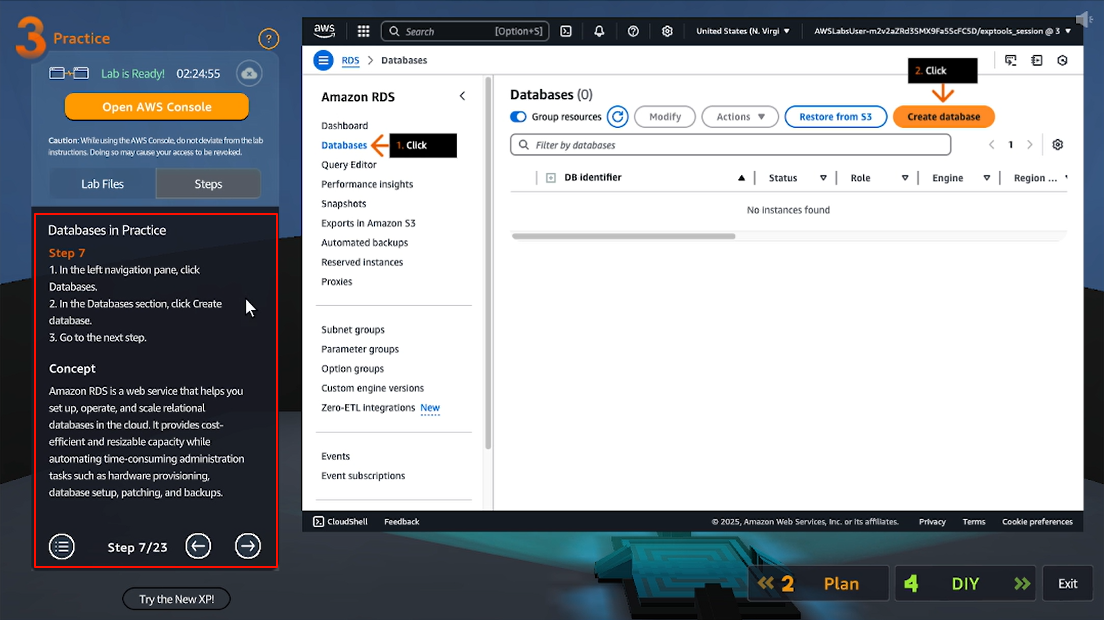 3 Practice
?
Lab is Ready! 02:24:55
Open AWS Console
Caution: While using the AWS Console, do not deviate from the lab
instructions. Doing so may cause your access to be revoked.
Lab Files Steps
Databases in Practice
Step 7
1. In the left navigation pane, click
Databases.
2. In the Databases section, click Create
database.
3. Go to the next step.
Concept
Amazon RDS is a web service that helps you
set up, operate, and scale relational
databases in the cloud. It provides cost-
efficient and resizable capacity while
automating time-consuming administration
tasks such as hardware provisioning,
database setup, patching, and backups.
Step 7/23
Try the New XP!
aws Search [Option+S] United States (N. Virgi AWSLabsUser-m2v2aZRd3SMX9Fa5ScFC5D/exptools_session @ 3
RDS > Databases
Amazon RDS
Dashboard
Databases
1. Click
Query Editor
Performance insights
Snapshots
Exports in Amazon S3
Automated backups
Reserved instances
Proxies
Subnet groups
Parameter groups
Option groups
Custom engine versions
Zero-ETL integrations New
Events
Event subscriptions
2. Click
Databases (0)
Group resources Modify Actions Restore from S3 Create database
Filter by databases 1
DB identifier Status Role Engine Region ...
No instances found
CloudShell Feedback © 2025, Amazon Web Services, Inc. or its affiliates. Privacy Terms Cookie preferences
2 Plan 4 DIY Exit